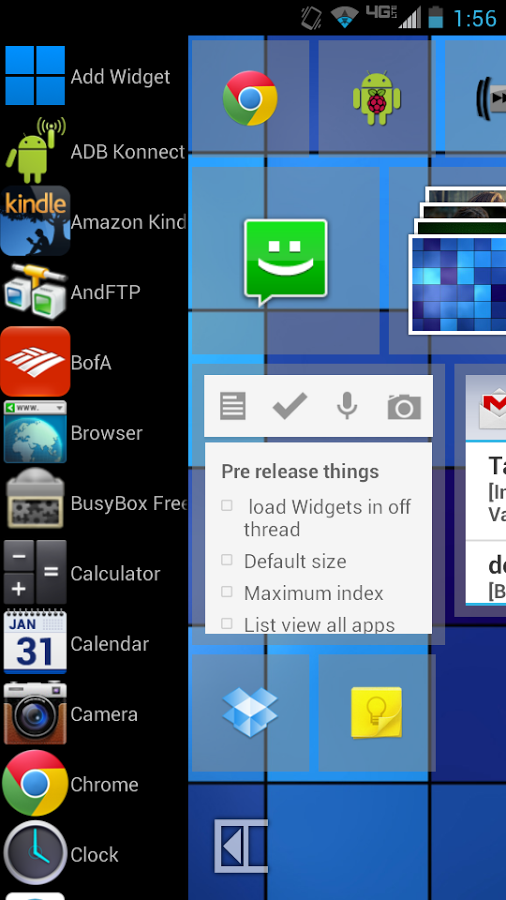 4G LTE 1:56
Add Widget
ADB Konnect
kindle
Amazon Kind
AndFTP
BofA
WWW.
Browser
BusyBox Free
Calculator
JAN
31
Calendar
Camera
Chrome
Clock
Pre release things
load Widgets in off
thread
Default size
Maximum index
List view all apps
Ta
[In
Va
de
[B